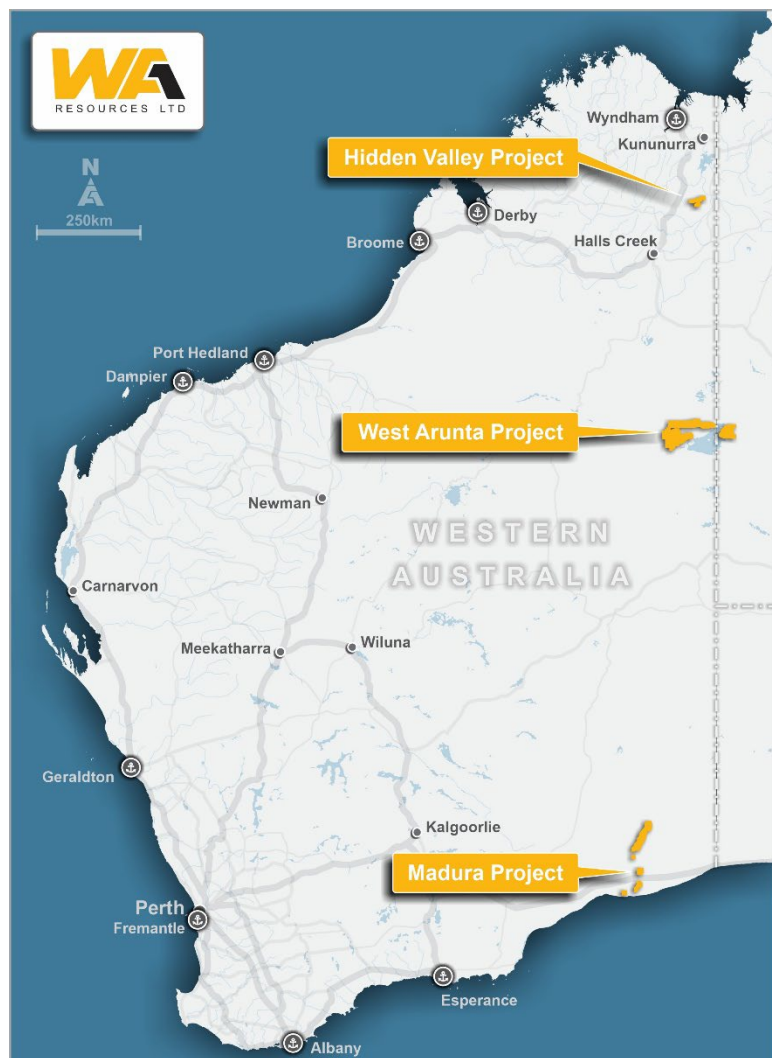 WA
RESOURCES LTD
N
250km
Wyndham
Kununurra
Hidden Valley Project
Derby
Broome
Halls Creek
Port Hedland
Dampier
West Arunta Project
Newman
WESTERN
AUSTRALIA
Carnarvon
Meekatharra
Wiluna
Geraldton
Kalgoorlie
Madura Project
Perth
Fremantle
Esperance
Albany